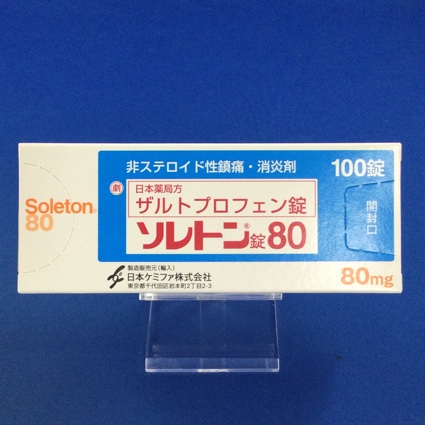 非ステロイド性鎮痛・消炎剤
100錠
Soleton®
80
劇
日本薬局方
ザルトプロフェン錠
ソレトン®錠80
開封口
製造販売元(輸入)
日本ケミファ株式会社
東京都千代田区岩本町2丁目2-3
80mg